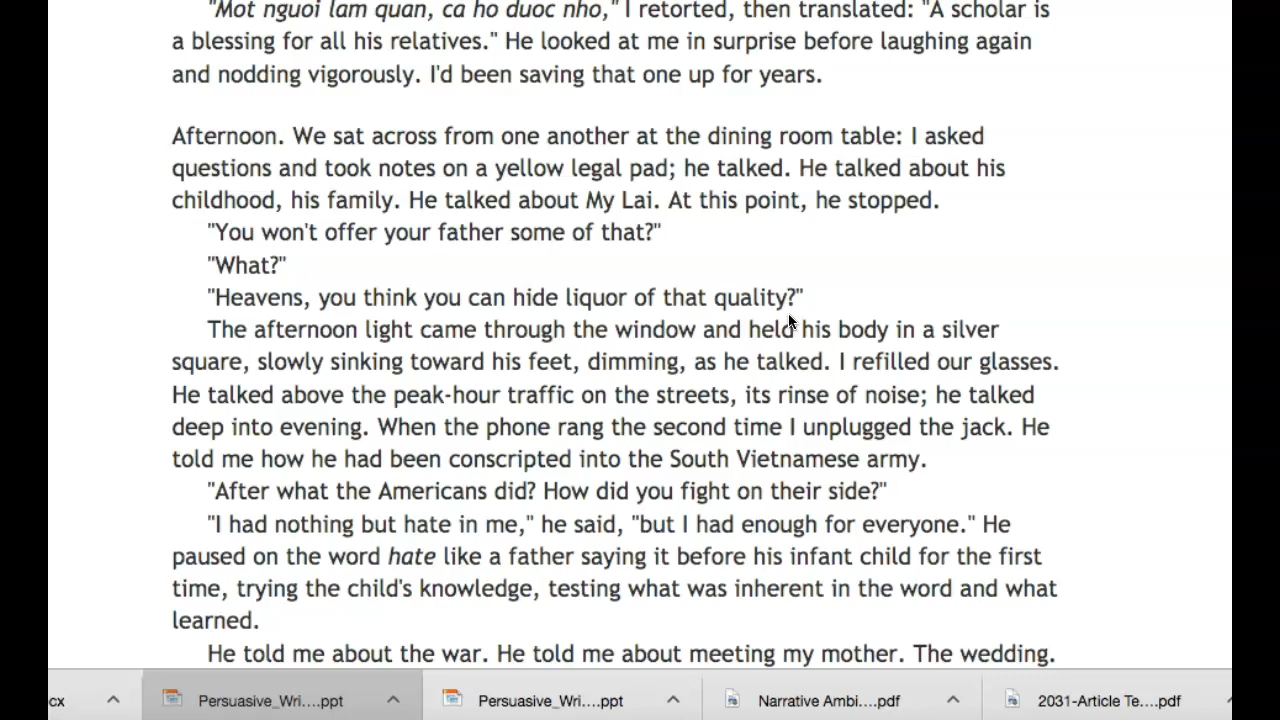 "Mot nguoi lam quan, ca ho duoc nho," I retorted, then translated: "A scholar is
a blessing for all his relatives." He looked at me in surprise before laughing again
and nodding vigorously. I'd been saving that one up for years.
Afternoon. We sat across from one another at the dining room table: I asked
questions and took notes on a yellow legal pad; he talked. He talked about his
childhood, his family. He talked about My Lai. At this point, he stopped.
"You won't offer your father some of that?"
"What?"
"Heavens, you think you can hide liquor of that quality?"
The afternoon light came through the window and held his body in a silver
square, slowly sinking toward his feet, dimming, as he talked. I refilled our glasses.
He talked above the peak-hour traffic on the streets, its rinse of noise; he talked
deep into evening. When the phone rang the second time I unplugged the jack. He
told me how he had been conscripted into the South Vietnamese army.
"After what the Americans did? How did you fight on their side?"
"I had nothing but hate in me," he said, "but I had enough for everyone." He
paused on the word hate like a father saying it before his infant child for the first
time, trying the child's knowledge, testing what was inherent in the word and what
learned.
He told me about the war. He told me about meeting my mother. The wedding.
cx Persuasive_Wri....ppt Persuasive_Wri....ppt Narrative Ambi....pdf 2031-Article Te....pdf